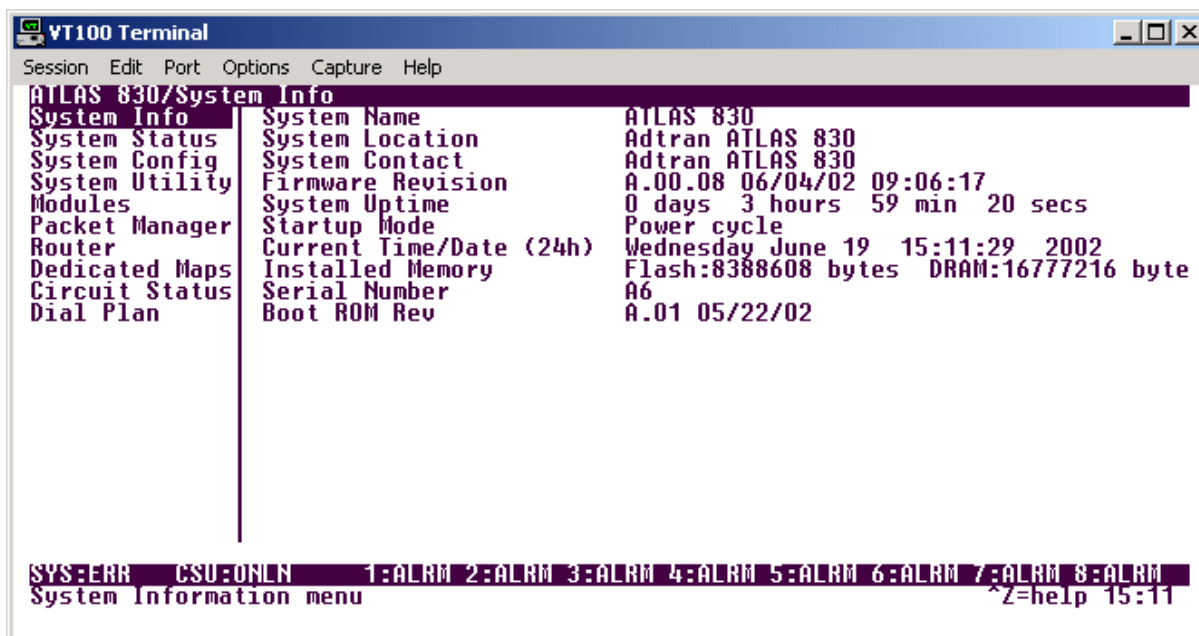 VT100 Terminal
Session Edit Port Options Capture Help
ATLAS 830/System Info
System Info System Name ATLAS 830
System Status System Location Adtran ATLAS 830
System Config System Contact Adtran ATLAS 830
System Utility Firmware Revision A.00.08 06/04/02 09:06:17
Modules System Uptime 0 days 3 hours 59 min 20 secs
Packet Manager Startup Mode Power cycle
Router Current Time/Date (24h) Wednesday June 19 15:11:29 2002
Dedicated Maps Installed Memory Flash:8388608 bytes DRAM:16777216 byte
Circuit Status Serial Number A6
Dial Plan Boot ROM Rev A.01 05/22/02
SYS:ERR CSU:ONLN 1:ALRM 2:ALRM 3:ALRM 4:ALRM 5:ALRM 6:ALRM 7:ALRM 8:ALRM
System Information menu ^Z=help 15:11